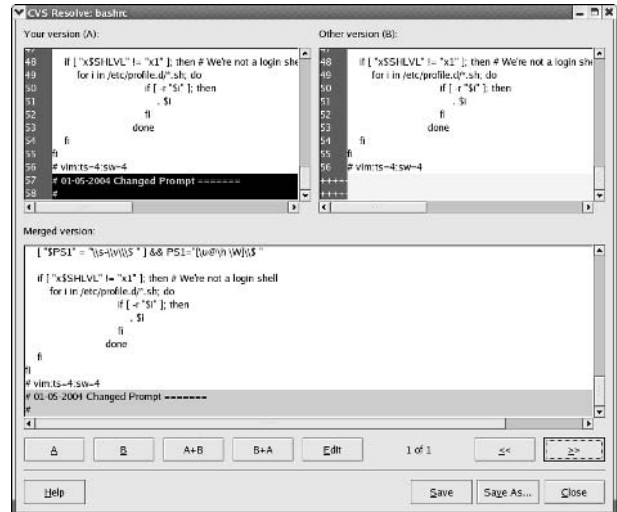 CVS Resolve: bashrc
Your version (A):
Other version (B):
47
48 if [ "x$SHLVL" != "x1" ]; then # We're not a login she
49 for i in /etc/profile.d/*.sh; do
50 if [ -r "$i" ]; then
51 . $i
52 fi
53 done
54 fi
55 fi
56 # vim:ts=4:sw=4
57 # 01-05-2004 Changed Prompt =======
58 #
47
48 if [ "x$SHLVL" != "x1" ]; then # We're not a login she
49 for i in /etc/profile.d/*.sh; do
50 if [ -r "$i" ]; then
51 . $i
52 fi
53 done
54 fi
55 fi
56 # vim:ts=4:sw=4
++++
++++
Merged version:
[ "$PS1" = "\\s-\\v\\\$ " ] && PS1="[\u@\h \W]\\$ "
if [ "x$SHLVL" != "x1" ]; then # We're not a login shell
for i in /etc/profile.d/*.sh; do
if [ -r "$i" ]; then
. $i
fi
done
fi
fi
# vim:ts=4:sw=4
# 01-05-2004 Changed Prompt =======
#
A B A+B B+A Edit 1 of 1 << >>
Help Save Save As... Close